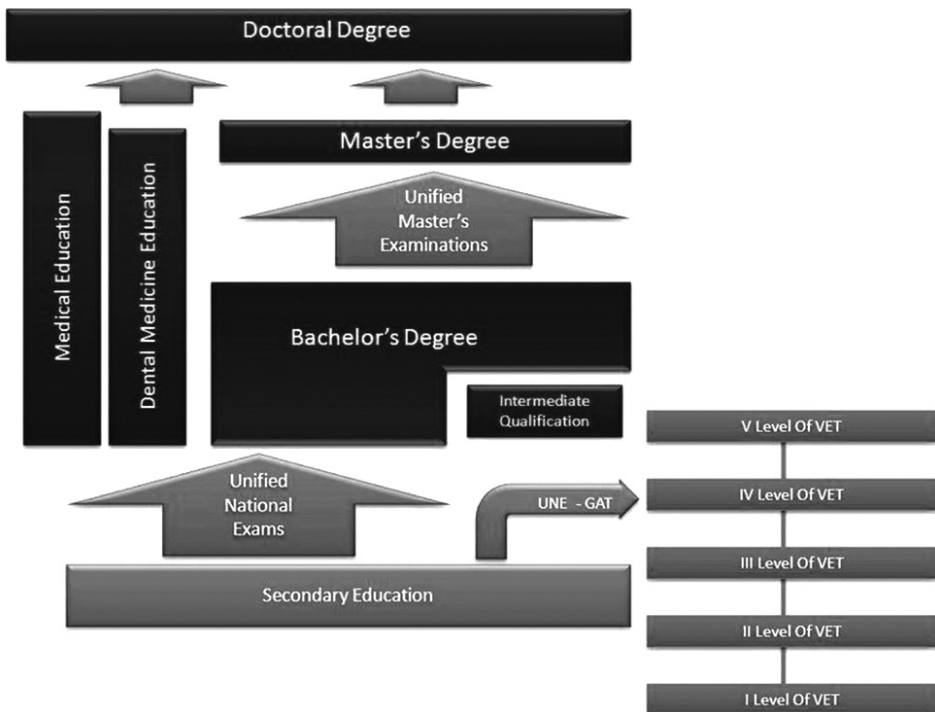 Doctoral Degree
Master's Degree
Unified
Master's
Examinations
Medical Education
Dental Medicine Education
Bachelor's Degree
Intermediate
Qualification
Unified
National
Exams
UNE - GAT
Secondary Education
V Level Of VET
IV Level Of VET
III Level Of VET
II Level Of VET
I Level Of VET